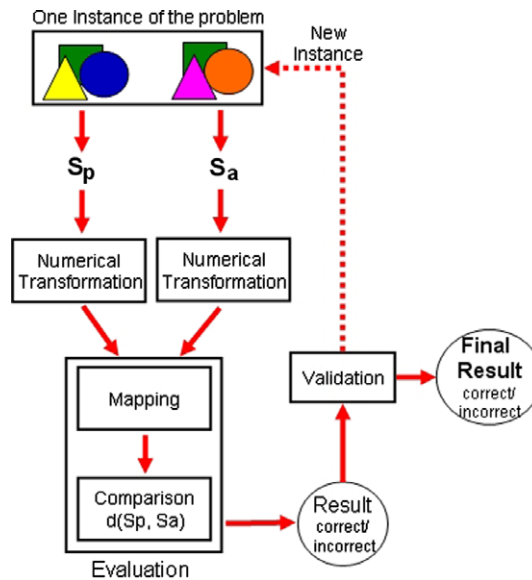 One Instance of the problem
New
Instance
Sp
Sa
Numerical
Transformation
Numerical
Transformation
Mapping
Comparison
d(Sp, Sa)
Evaluation
Validation
Final
Result
correct/
incorrect
Result
correct/
incorrect